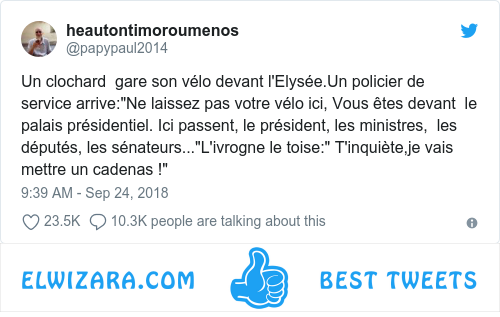 heautontimoroumenos
@papypaul2014
Un clochard  gare son vélo devant l'Elysée.Un policier de
service arrive:"Ne laissez pas votre vélo ici, Vous êtes devant  le
palais présidentiel. Ici passent, le président, les ministres,  les
députés, les sénateurs..."L'ivrogne le toise:" T'inquiète,je vais
mettre un cadenas !"
9:39 AM - Sep 24, 2018
23.5K 10.3K people are talking about this
ELWIZARA.COM BEST TWEETS